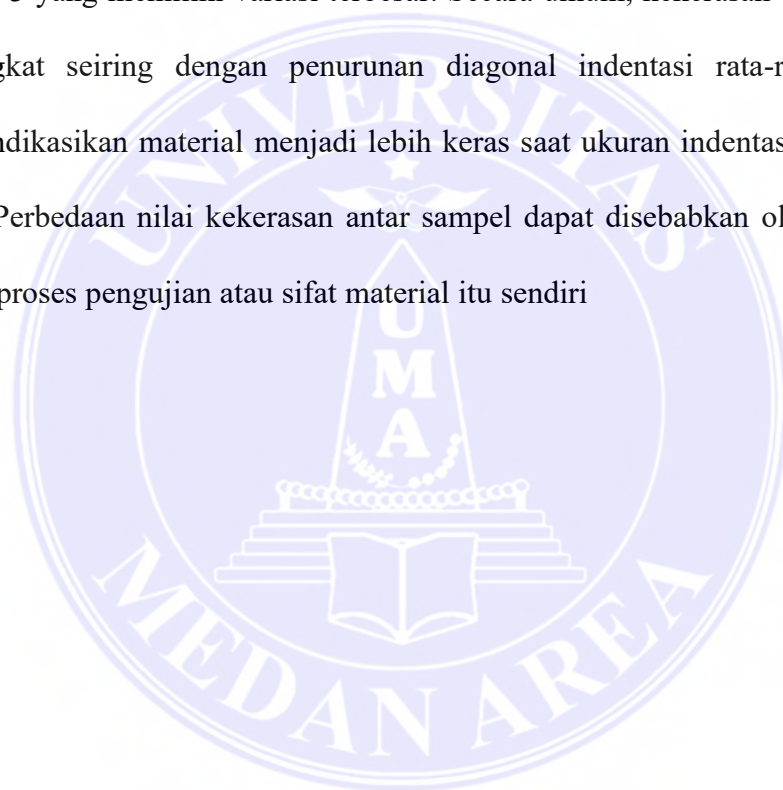 gkat seiring dengan penurunan diagonal indentasi rata-r
ndikasikan material menjadi lebih keras saat ukuran indentas
Perbedaan nilai kekerasan antar sampel dapat disebabkan ol
proses pengujian atau sifat material itu sendiri
UNIVERSITAS
UMA
MEDAN AREA